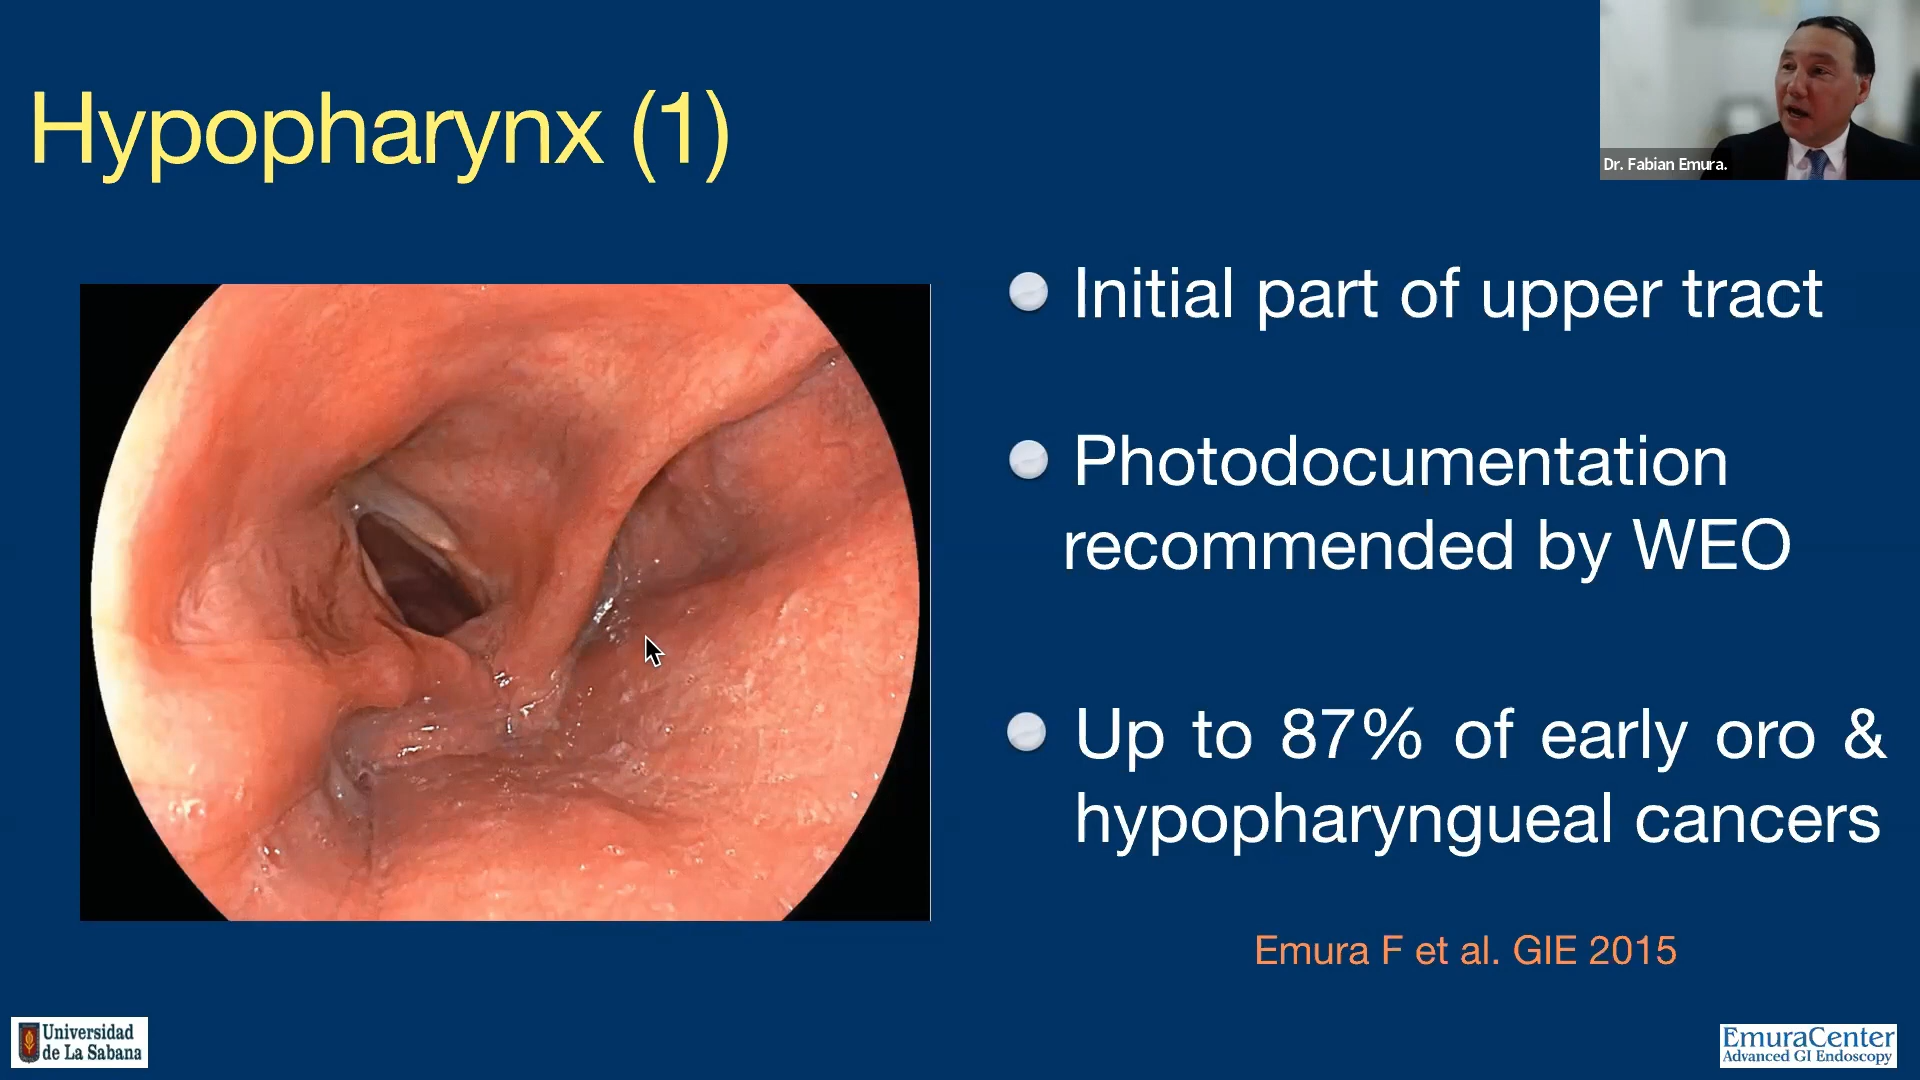 Hypopharynx (1)
Dr. Fabian Emura.
Initial part of upper tract
Photodocumentation
recommended by WEO
Up to 87% of early oro &
hypopharyngueal cancers
Emura F et al. GIE 2015
Universidad
de La Sabana
EmuraCenter
Advanced GI Endoscopy